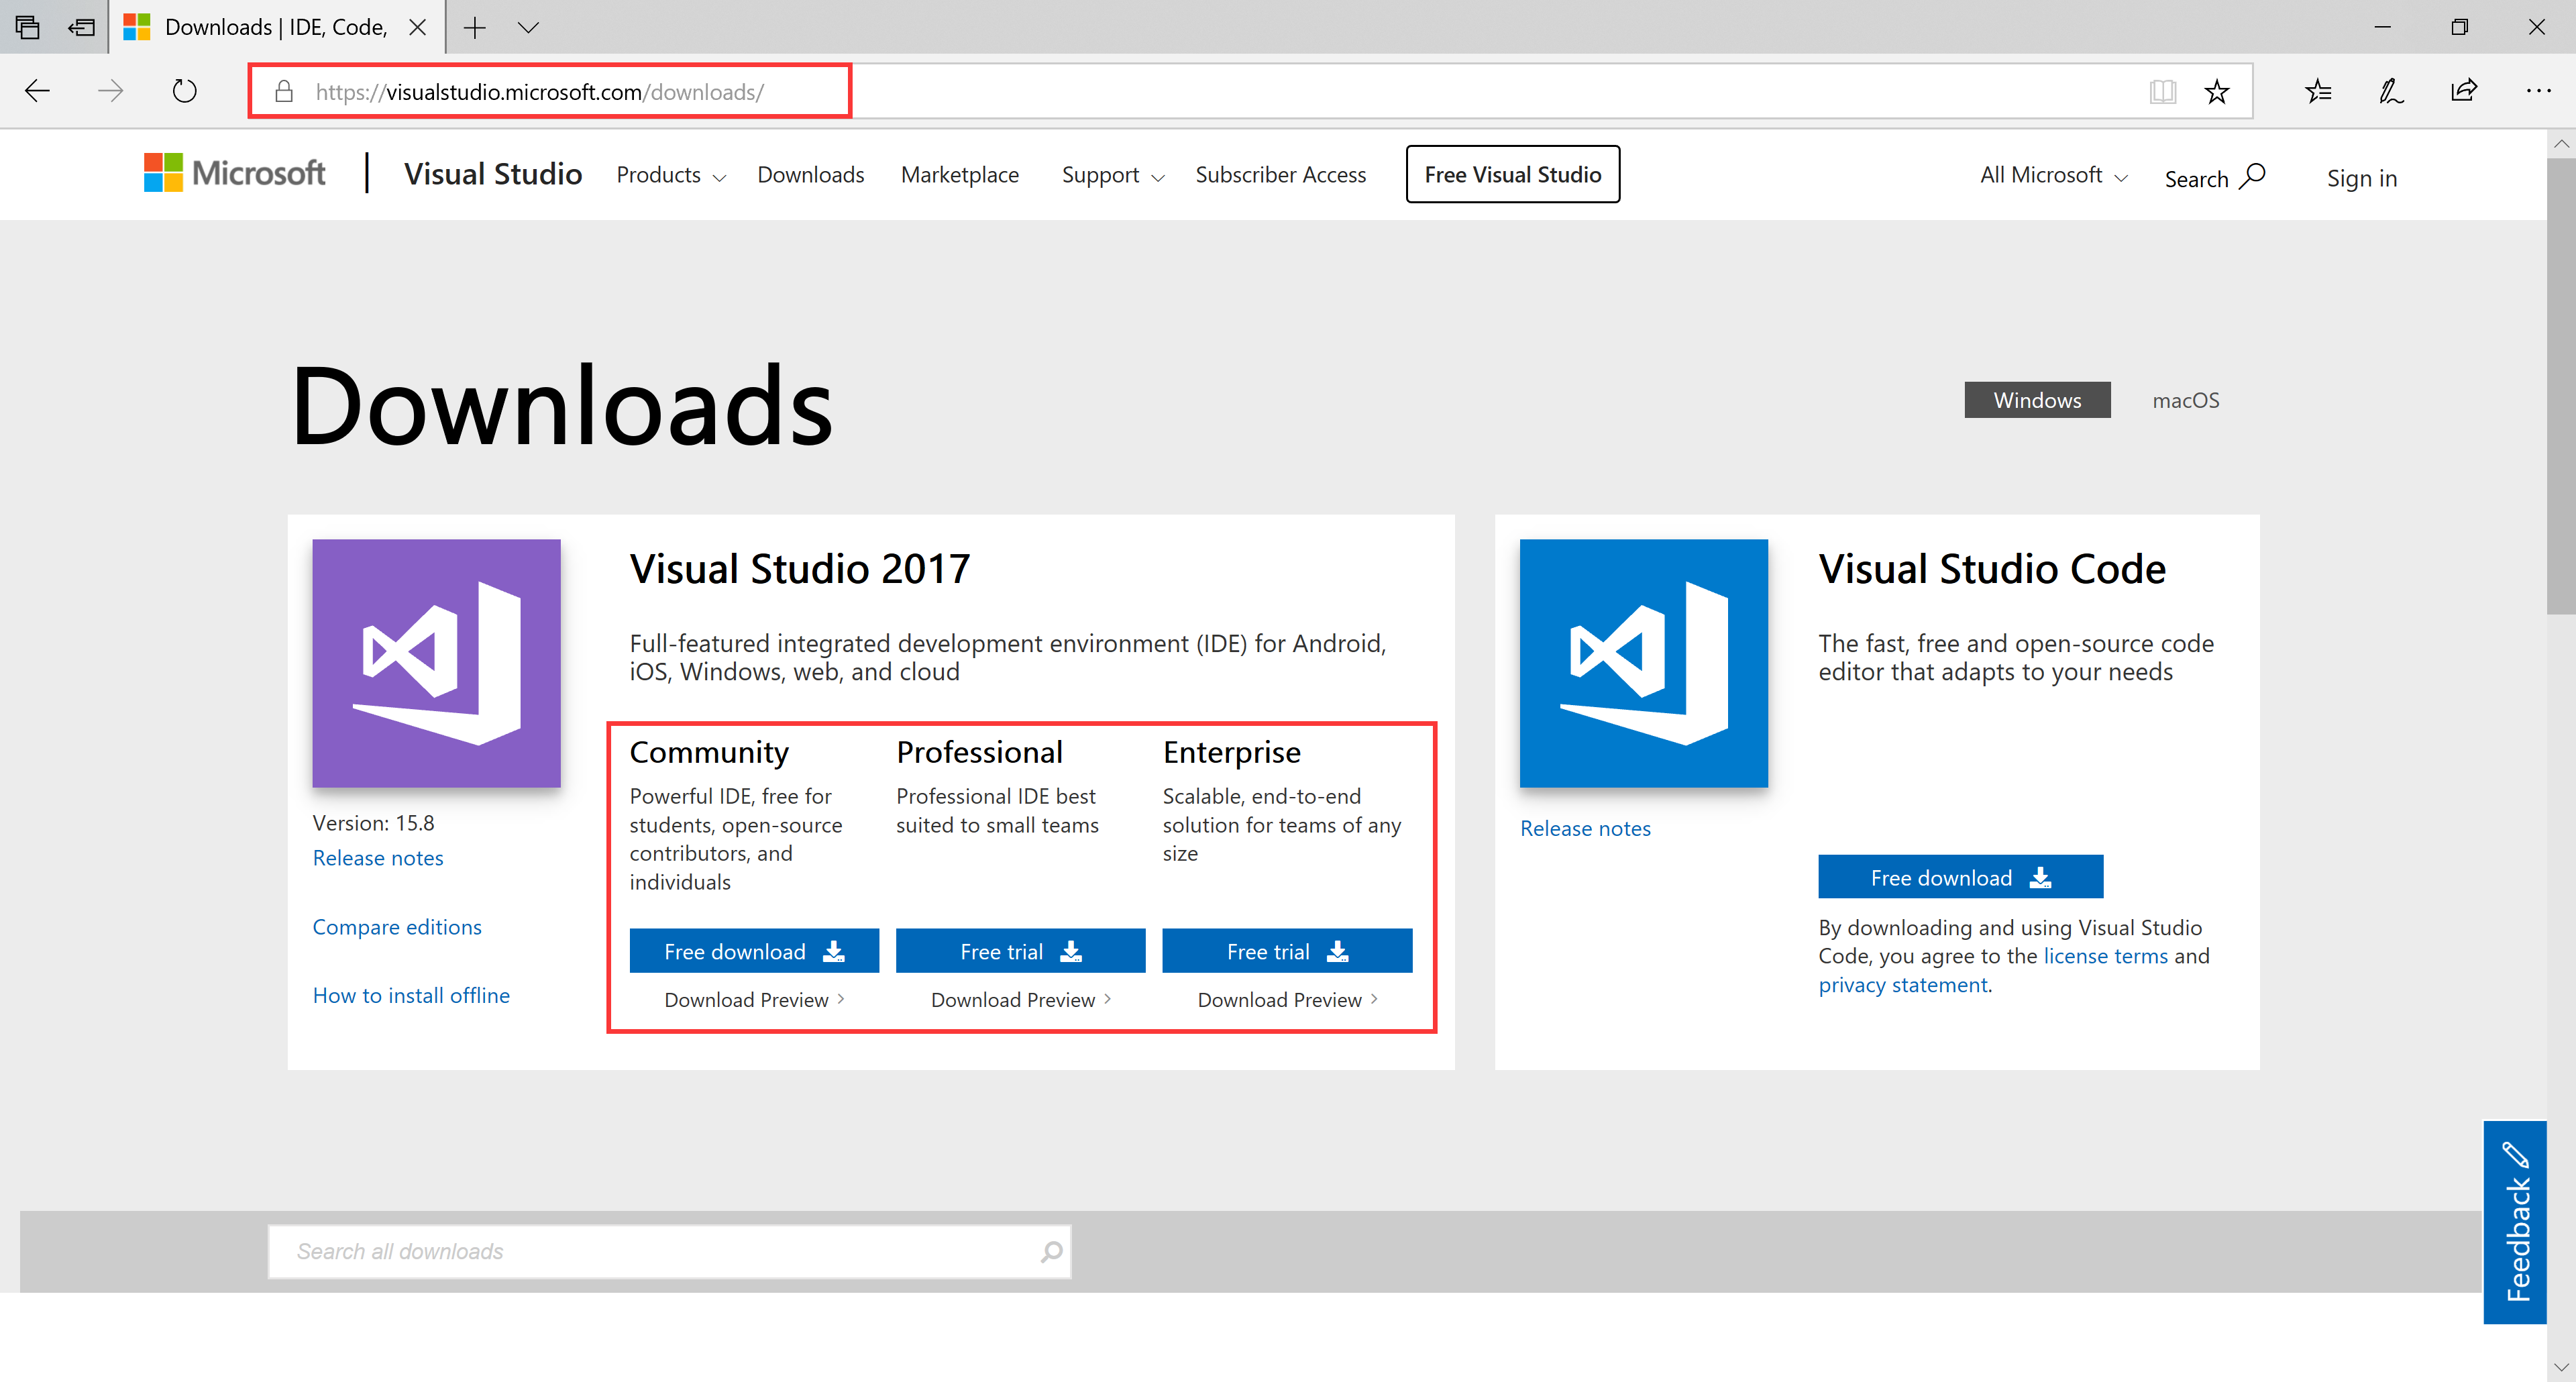 Downloads | IDE, Code,
https://visualstudio.microsoft.com/downloads/
Microsoft | Visual Studio Products Downloads Marketplace Support Subscriber Access Free Visual Studio All Microsoft Search Sign in
Downloads
Windows macOS
Visual Studio 2017
Full-featured integrated development environment (IDE) for Android,
iOS, Windows, web, and cloud
Version: 15.8
Release notes
Compare editions
How to install offline
Community
Powerful IDE, free for
students, open-source
contributors, and
individuals
Free download
Download Preview
Professional
Professional IDE best
suited to small teams
Free trial
Download Preview
Enterprise
Scalable, end-to-end
solution for teams of any
size
Free trial
Download Preview
Visual Studio Code
The fast, free and open-source code
editor that adapts to your needs
Release notes
Free download
By downloading and using Visual Studio
Code, you agree to the license terms and
privacy statement.
Feedback
Search all downloads